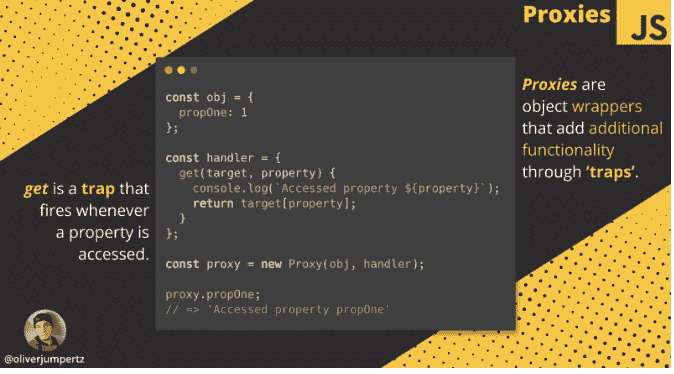 Proxies
JS
const obj = {
propOne: 1
};
const handler = {
get(target, property) {
console.log(`Accessed property ${property}`);
return target[property];
}
};
const proxy = new Proxy(obj, handler);
proxy.propOne;
// => 'Accessed property propOne'
Proxies are
object wrappers
that add additional
functionality
through ‘traps’.
get is a trap that
fires whenever
a property is
accessed.
@oliverjumpertz